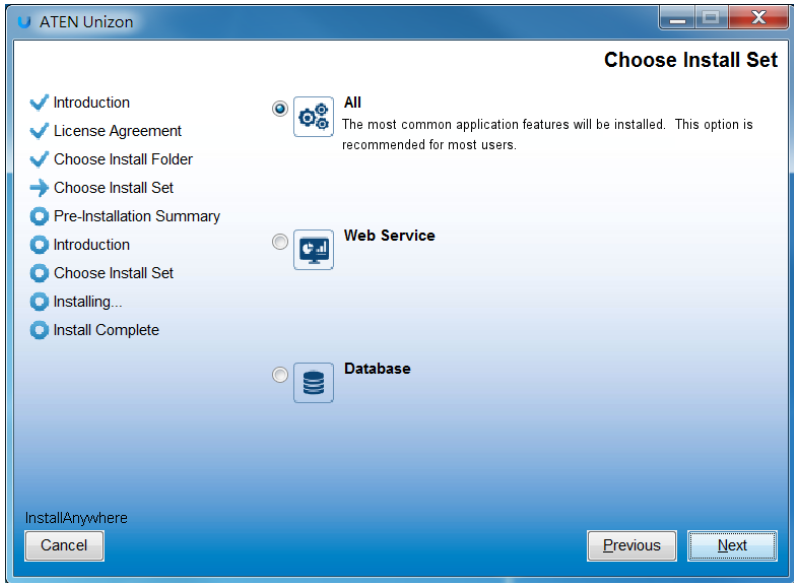 ATEN Unizon
Choose Install Set
Introduction
License Agreement
Choose Install Folder
Choose Install Set
Pre-Installation Summary
Introduction
Choose Install Set
Installing...
Install Complete
All
The most common application features will be installed. This option is
recommended for most users.
Web Service
Database
InstallAnywhere
Cancel
Previous
Next